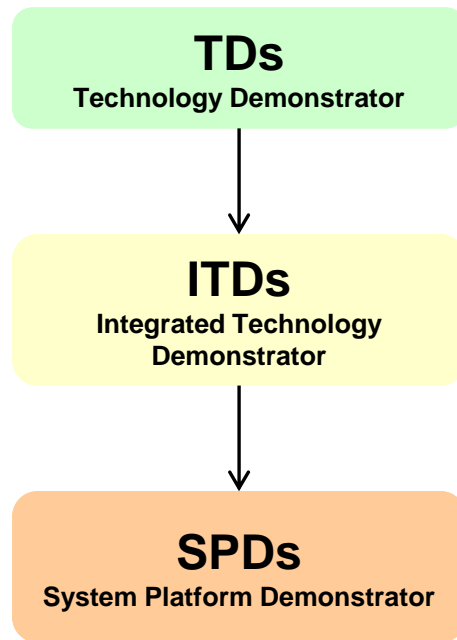 TDs
Technology Demonstrator
ITDs
Integrated Technology
Demonstrator
SPDs
System Platform Demonstrator